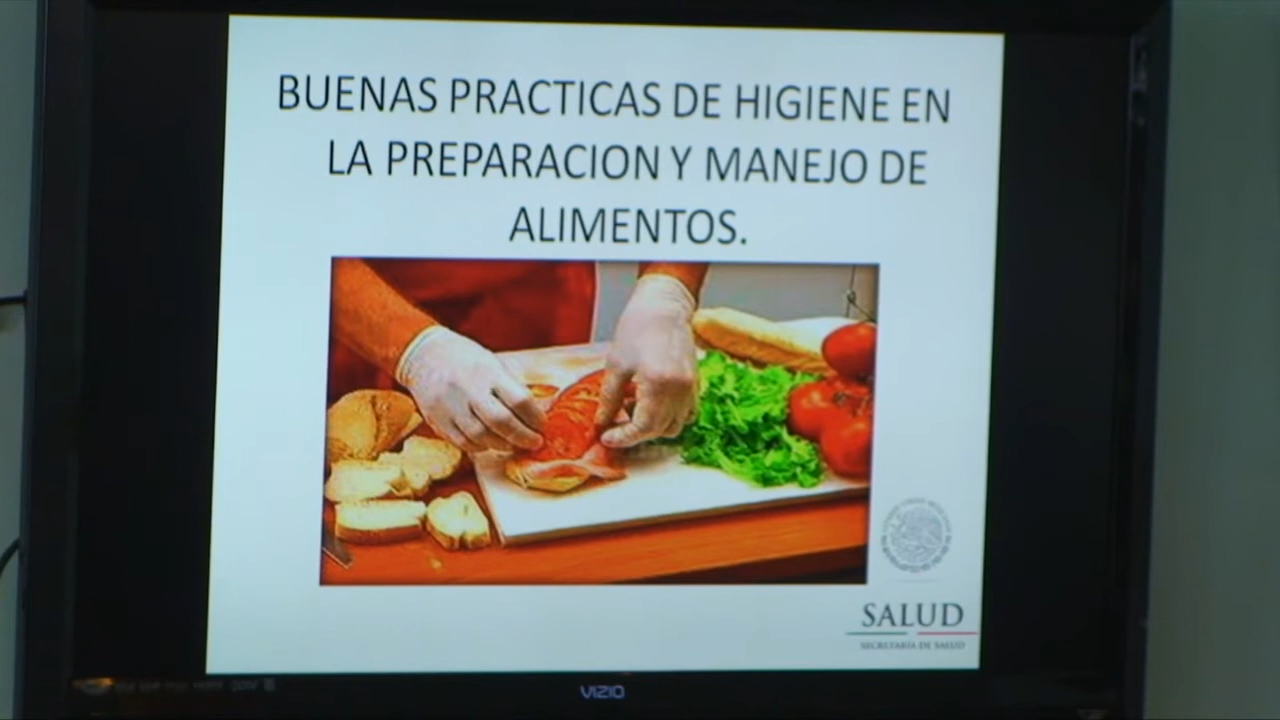 BUENAS PRACTICAS DE HIGIENE EN
LA PREPARACION Y MANEJO DE
ALIMENTOS.
SALUD
SECRETARÍA DE SALUD
VIZIO